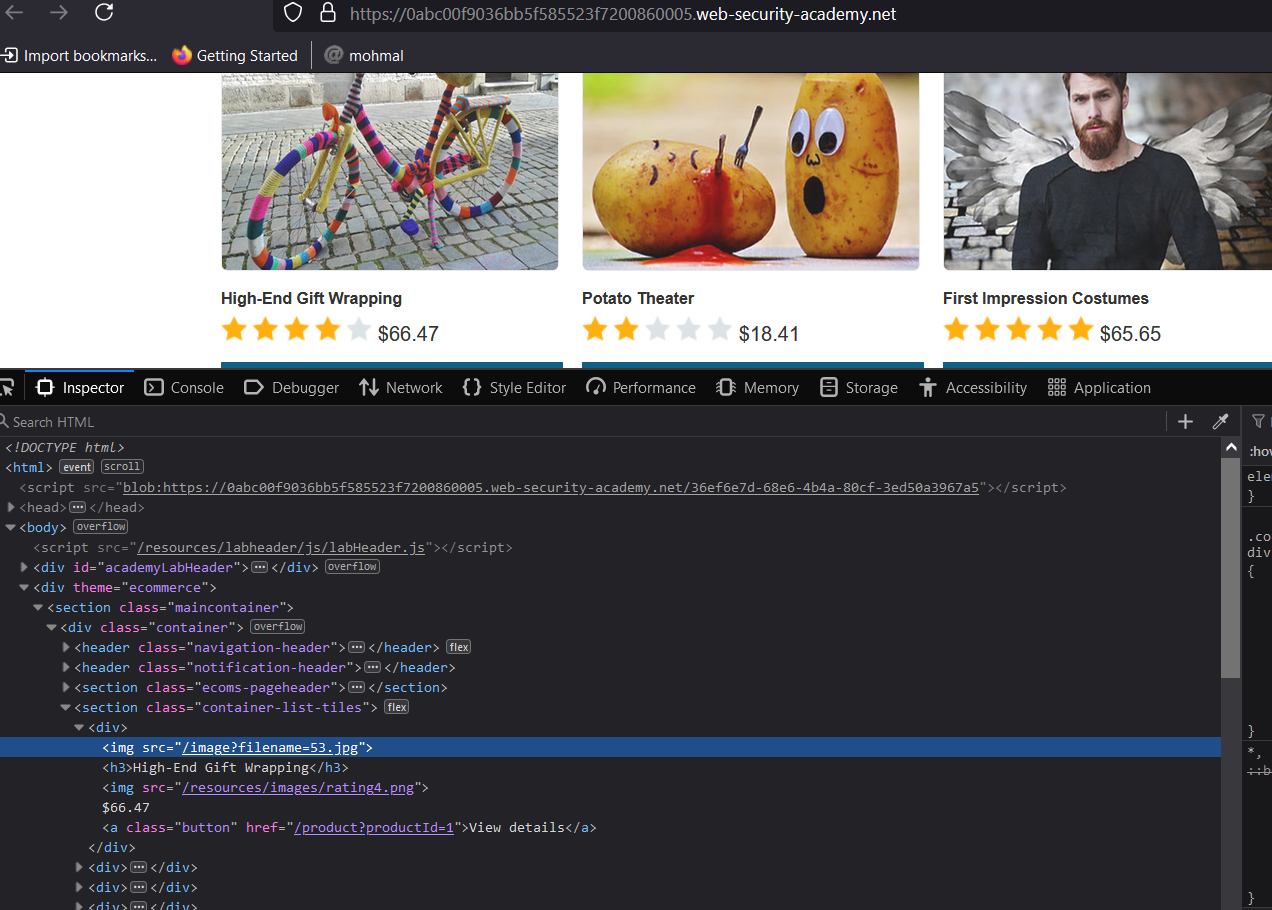 https://0abc00f9036bb5f585523f7200860005.web-security-academy.net
Import bookmarks... Getting Started mohmal
High-End Gift Wrapping Potato Theater First Impression Costumes
$66.47 $18.41 $65.65
Inspector Console Debugger Network Style Editor Performance Memory Storage Accessibility Application
Search HTML
<!DOCTYPE html>
<html> event scroll :hov
<script src="blob:https://0abc00f9036bb5f585523f7200860005.web-security-academy.net/36ef6e7d-68e6-4b4a-80cf-3ed50a3967a5"></script> ele
<head> ••• </head> }
<body> overflow
<script src="/resources/labheader/js/labHeader.js"></script> .co
div
<div id="academyLabHeader"> ••• </div> overflow {
<div theme="ecommerce">
<section class="maincontainer">
<div class="container"> overflow
<header class="navigation-header"> ••• </header> flex
<header class="notification-header"> ••• </header>
<section class="ecoms-pageheader"> ••• </section>
<section class="container-list-tiles"> flex
<div> }
<img src="/image?filename=53.jpg"> *,
<h3>High-End Gift Wrapping</h3> ::b
<img src="/resources/images/rating4.png">
$66.47
<a class="button" href="/product?productId=1">View details</a>
</div>
<div> ••• </div>
<div> ••• </div>
<div> ••• </div> }